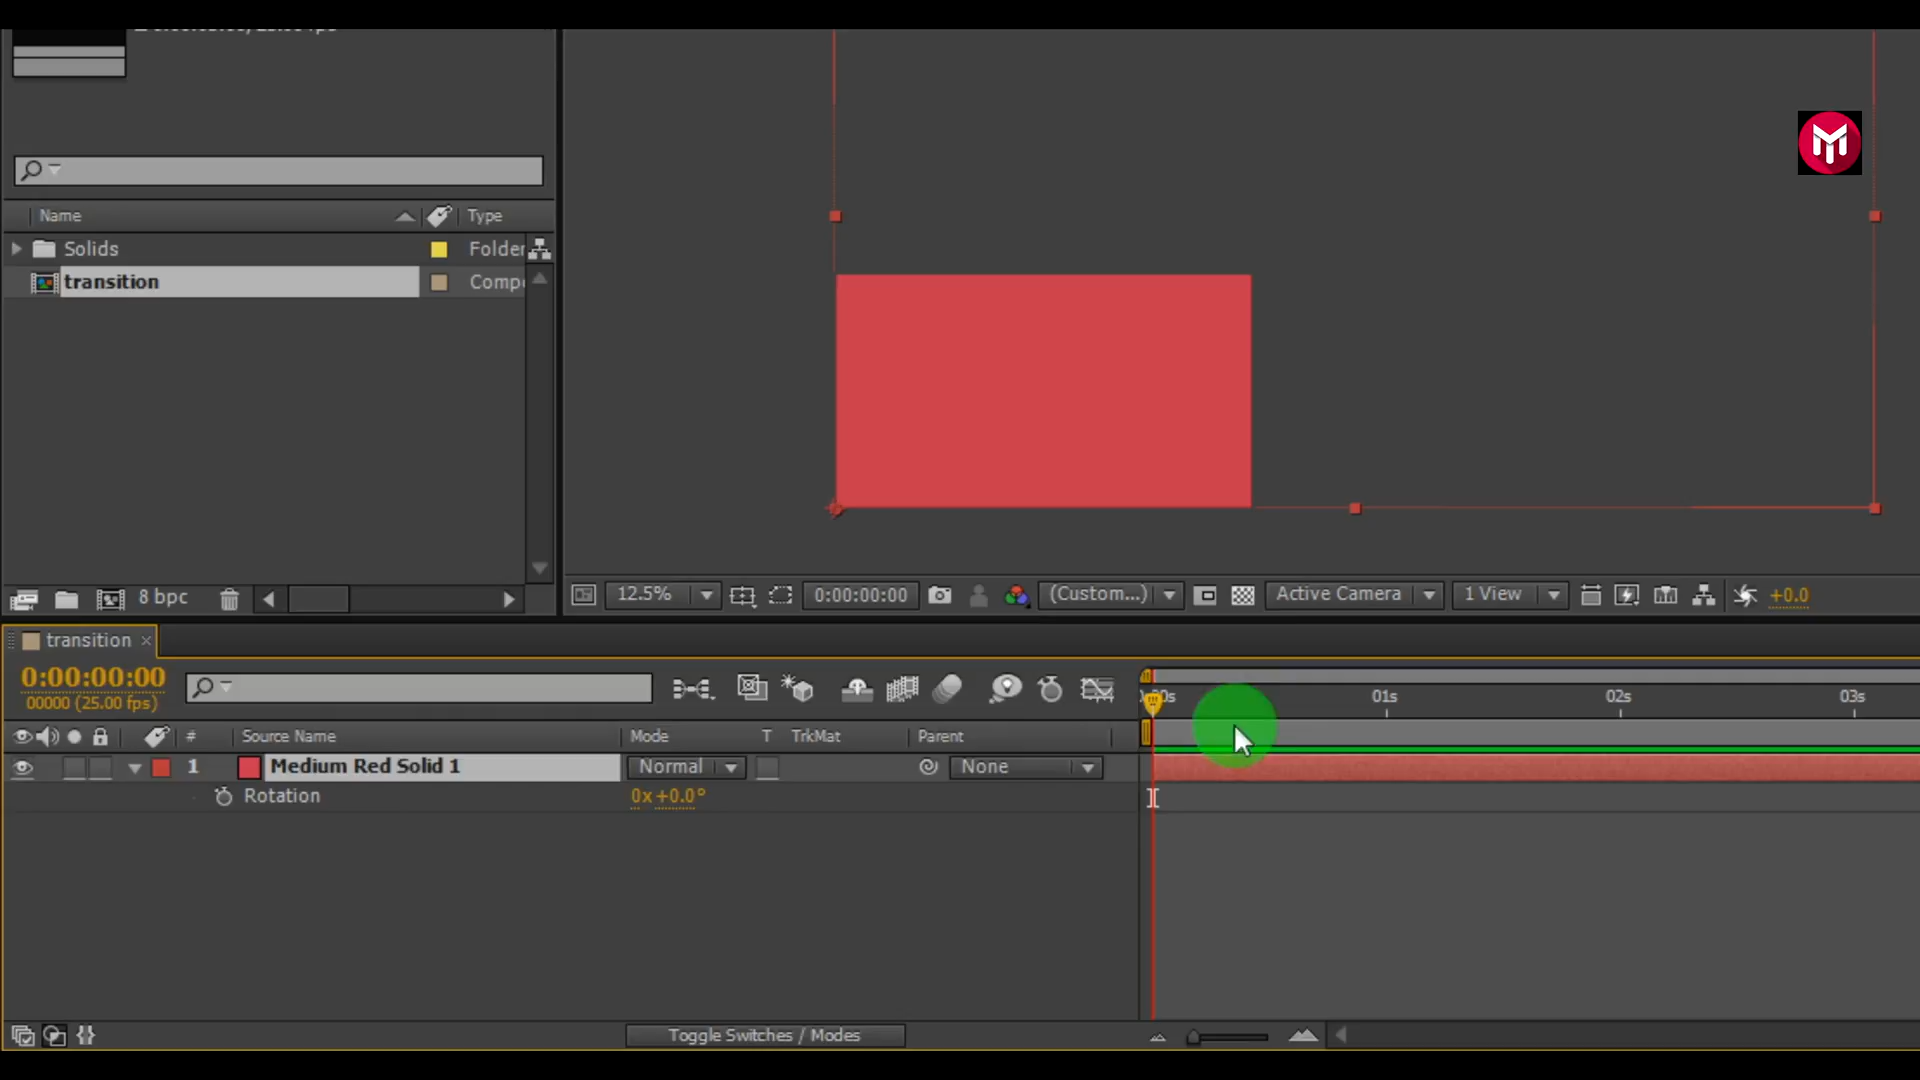 Name
Type
Solids
Folder
transition
Comp
8 bpc
12.5%
0:00:00:00
(Custom...)
Active Camera
1 View
+0.0
transition
0:00:00:00
00000 (25.00 fps)
01s
02s
03s
#
Source Name
Mode
T
TrkMat
Parent
1
Medium Red Solid 1
Normal
None
Rotation
0x+0.0°
Toggle Switches / Modes